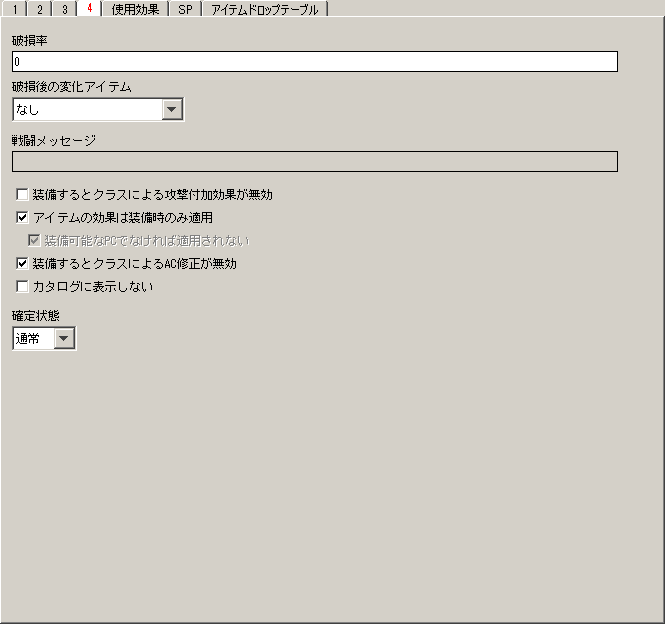 1 2 3 4 使用効果 SP アイテムドロップテーブル
破損率
0
破損後の変化アイテム
なし
戦闘メッセージ
装備するとクラスによる攻撃付加効果が無効
アイテムの効果は装備時のみ適用
装備可能なPCでなければ適用されない
装備するとクラスによるAC修正が無効
カタログに表示しない
確定状態
通常